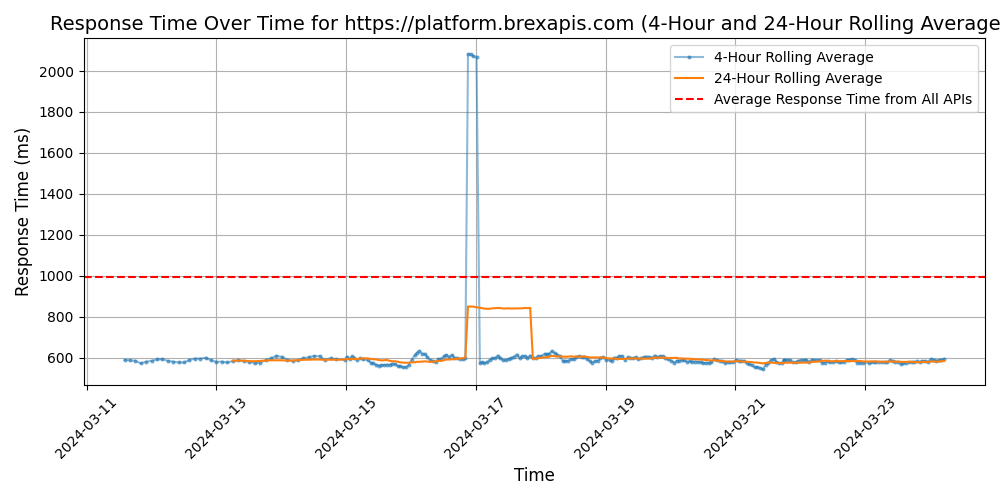 Response Time Over Time for https://platform.brexapis.com (4-Hour and 24-Hour Rolling Average
4-Hour Rolling Average
24-Hour Rolling Average
Average Response Time from All APIs
Response Time (ms)
2000
1800
1600
1400
1200
1000
800
600
2024-03-11
2024-03-13
2024-03-15
2024-03-17
2024-03-19
2024-03-21
2024-03-23
Time